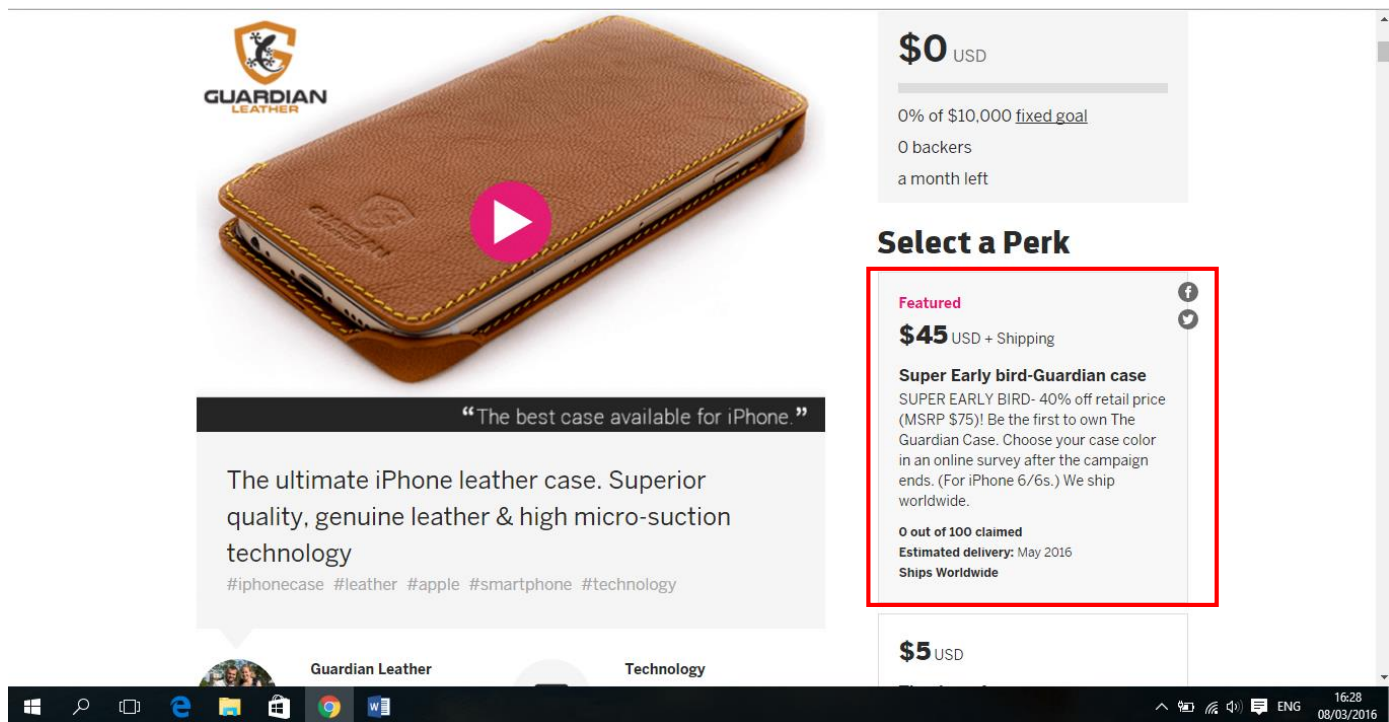 GUARDIAN
LEATHER
GUARDIAN
“The best case available for iPhone.”
The ultimate iPhone leather case. Superior
quality, genuine leather & high micro-suction
technology
#iphonecase #leather #apple #smartphone #technology
Guardian Leather
Technology
$0 USD
0% of $10,000 fixed goal
0 backers
a month left
Select a Perk
Featured
$45 USD + Shipping
Super Early bird-Guardian case
SUPER EARLY BIRD- 40% off retail price
(MSRP $75)! Be the first to own The
Guardian Case. Choose your case color
in an online survey after the campaign
ends. (For iPhone 6/6s.) We ship
worldwide.
0 out of 100 claimed
Estimated delivery: May 2016
Ships Worldwide
$5 USD
ENG
16:28
08/03/2016